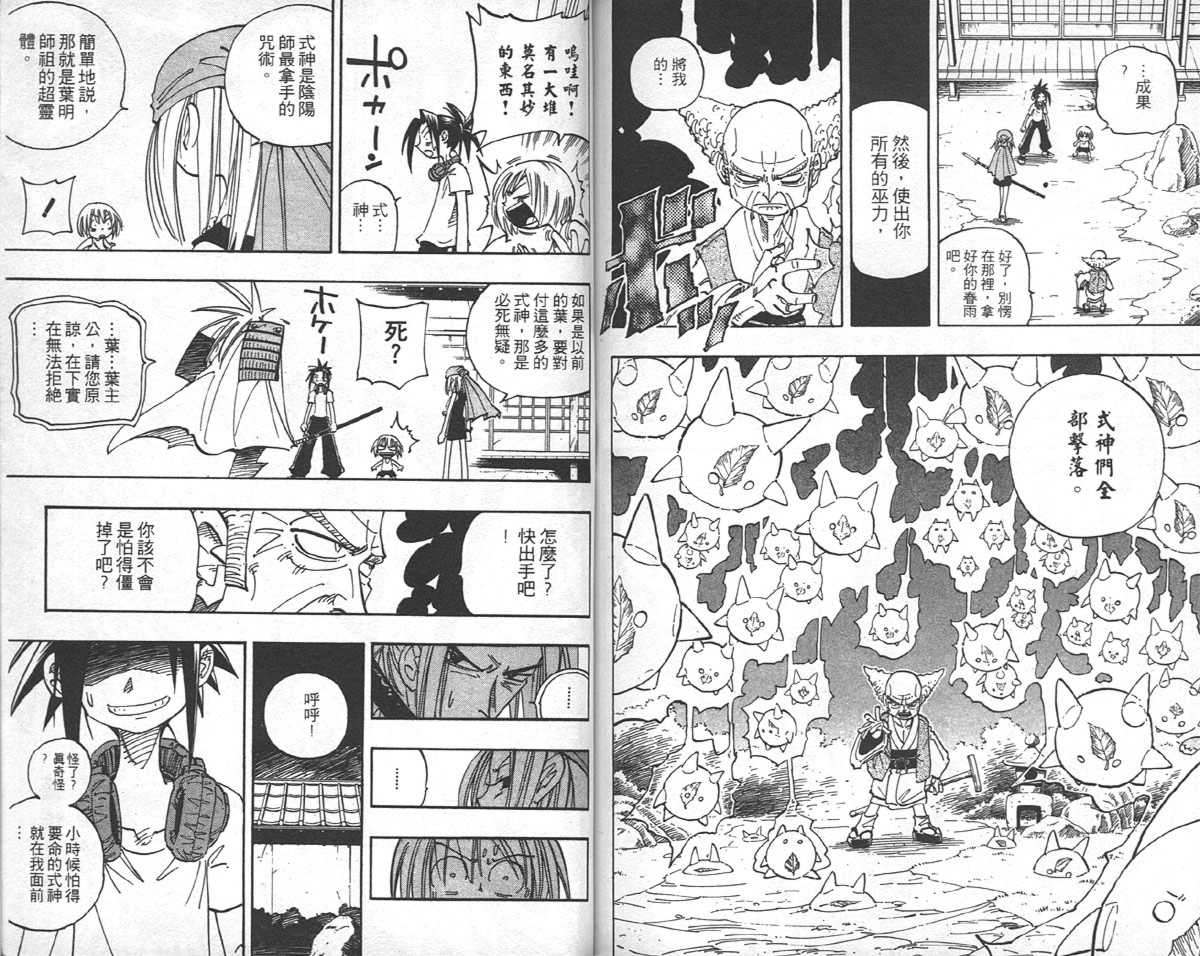 …成果
?
好了，別愣
在那裡，拿
好你的春雨
吧。
然後，使出你
所有的巫力，
將我
的…
式神們全
部擊落。
嗚哇啊！
有一大堆
莫名其妙
的東西！
ポカーン
式
神…
式神是陰陽
師最拿手的
咒術。
簡單地説，
那就是葉明
師祖的超靈
體。
！
如果是以前
的葉，要對
付這麼多的
式神，那是
必死無疑。
死？
ホケー
…葉…葉主
公，請您原
諒，在下實
在無法拒絕
…
怎麼了？
快出手吧
！
你該不會
是怕得僵
掉了吧？
………
呼呼！
怪了？
眞奇怪
？
小時候怕得
要命的式神
就在我面前
…